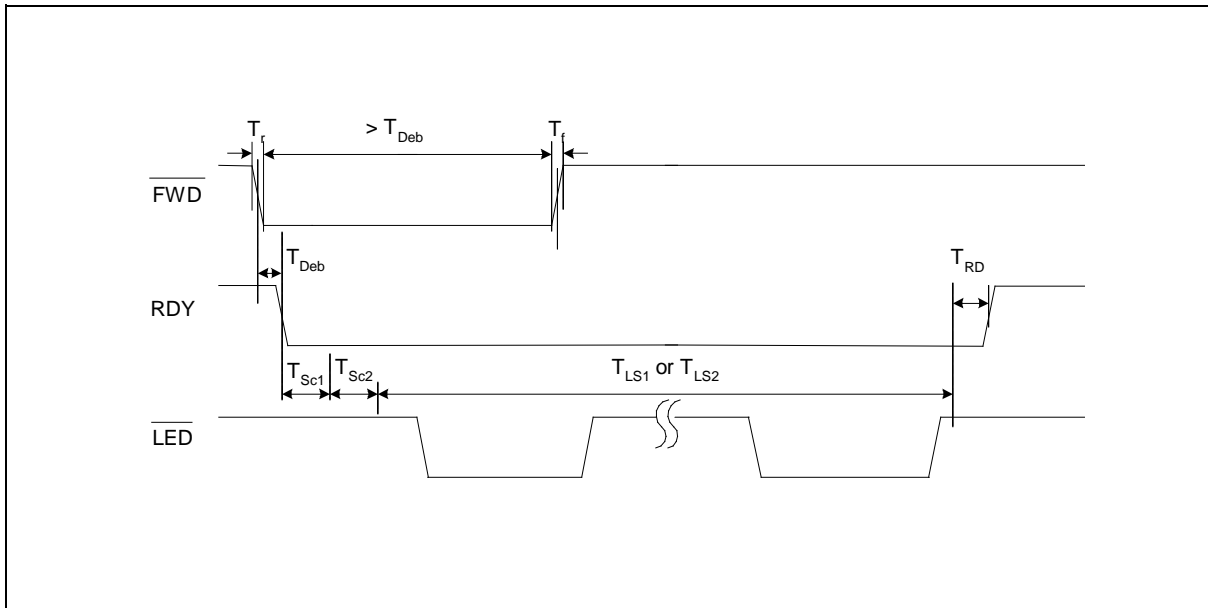 Tr > TDeb Tf
FWD
TDeb
TRD
RDY
TSc1 TSc2 TLS1 or TLS2
LED